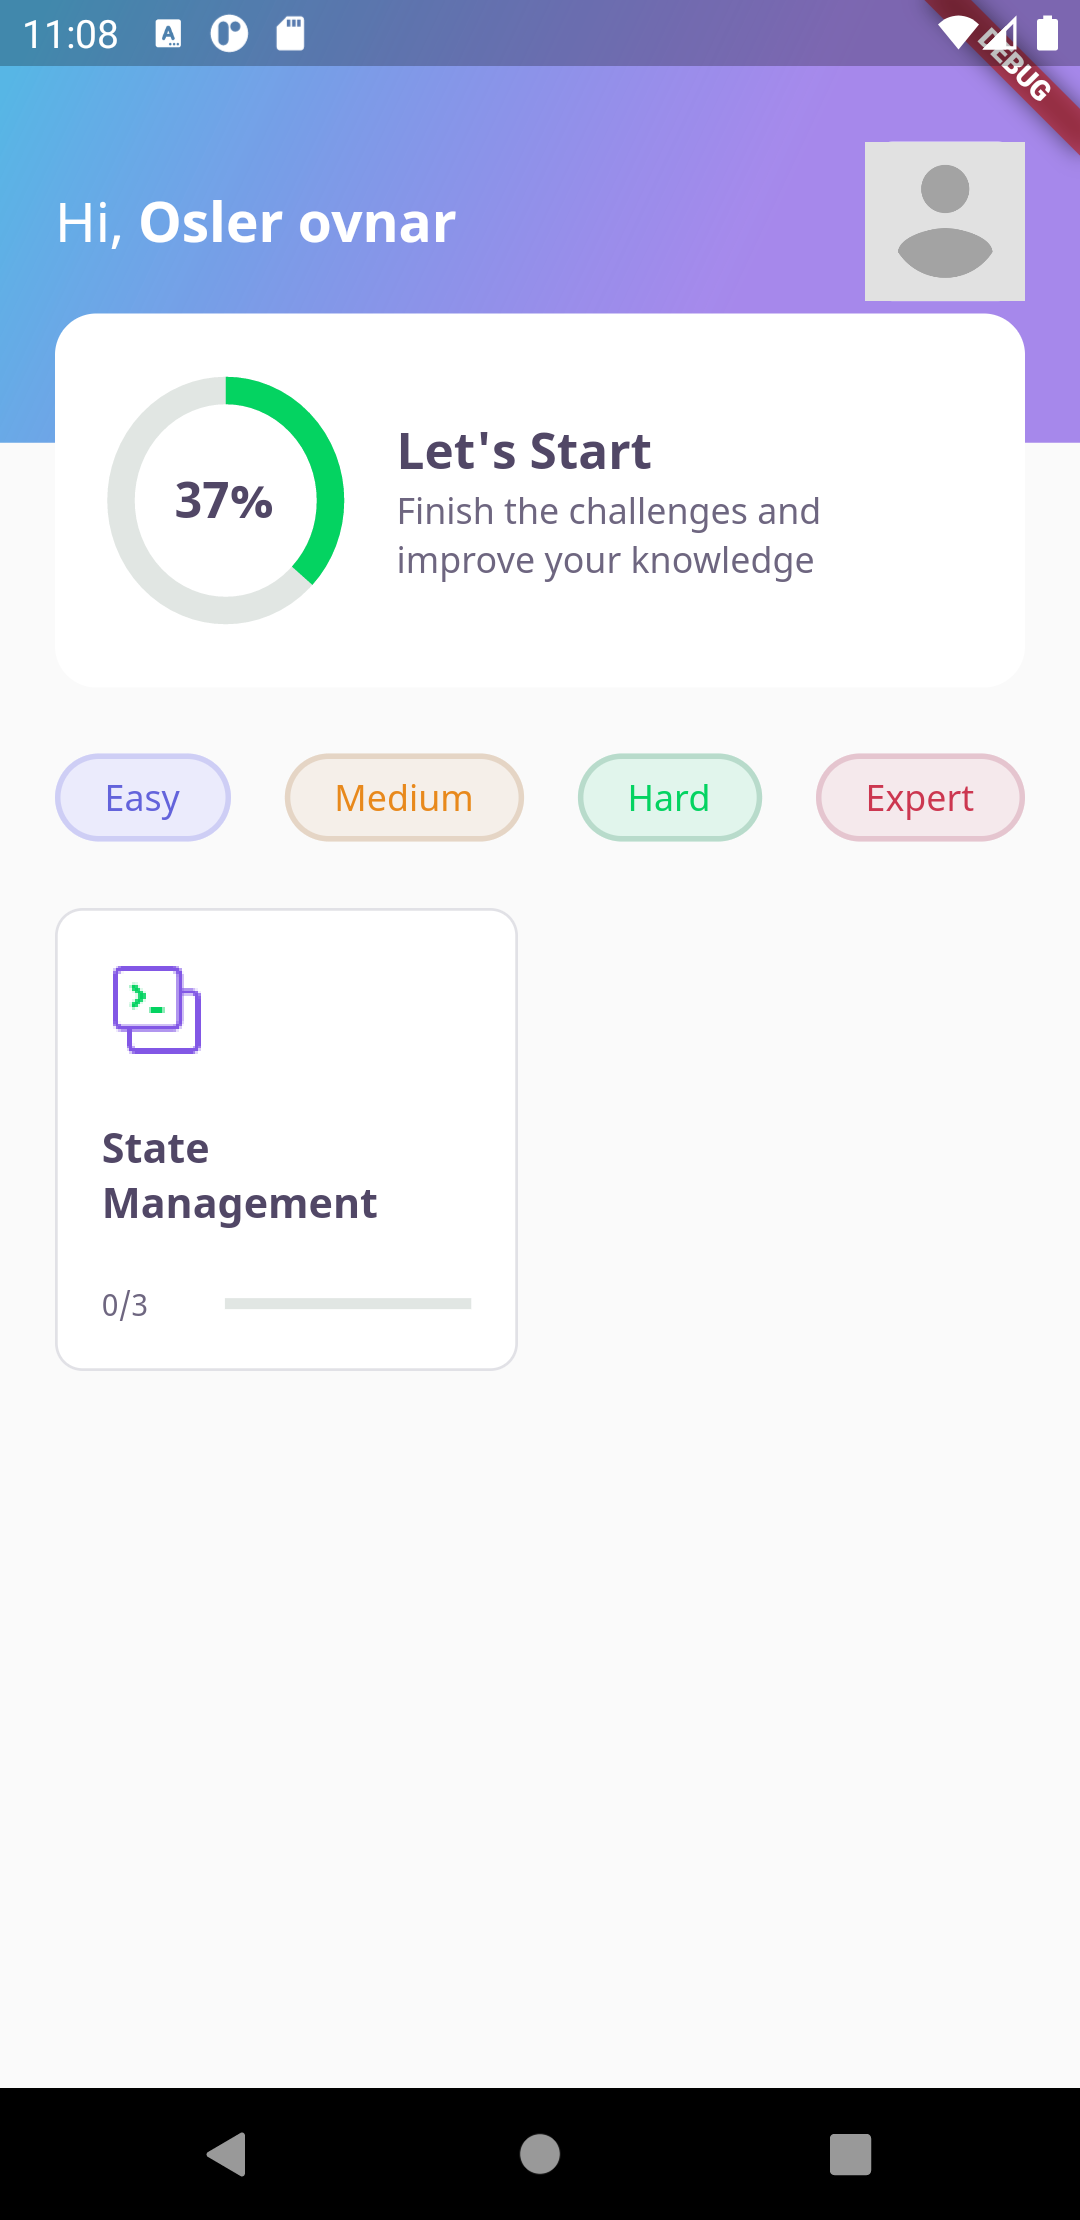 11:08
DEBUG
Hi, Osler ovnar
37%
Let's Start
Finish the challenges and
improve your knowledge
Easy
Medium
Hard
Expert
State
Management
0/3